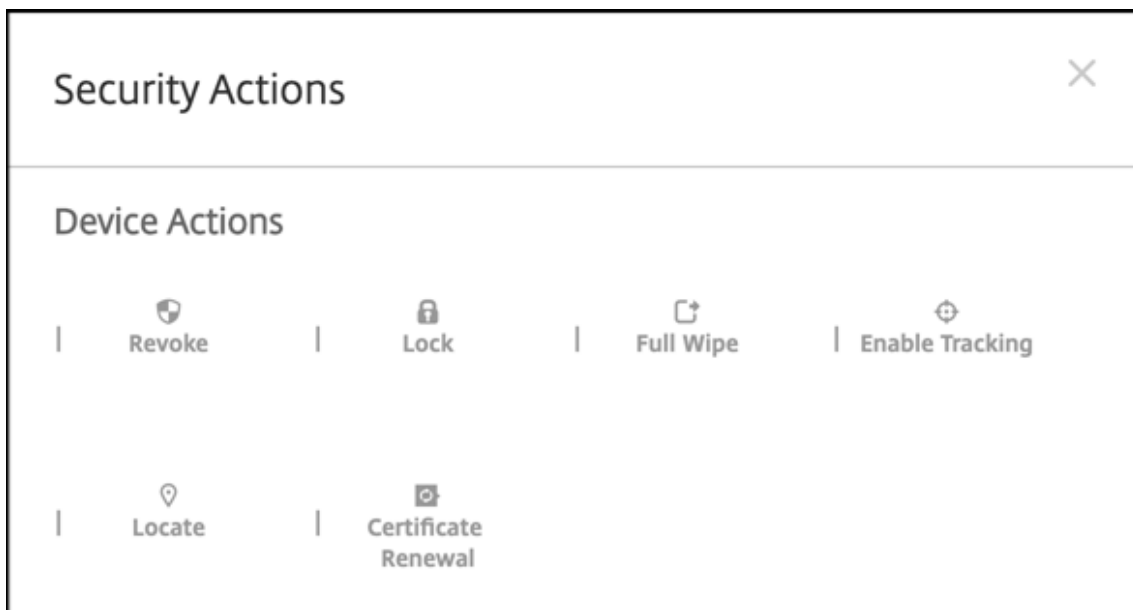 Security Actions
Device Actions
Revoke
Lock
Full Wipe
Enable Tracking
Locate
Certificate
Renewal